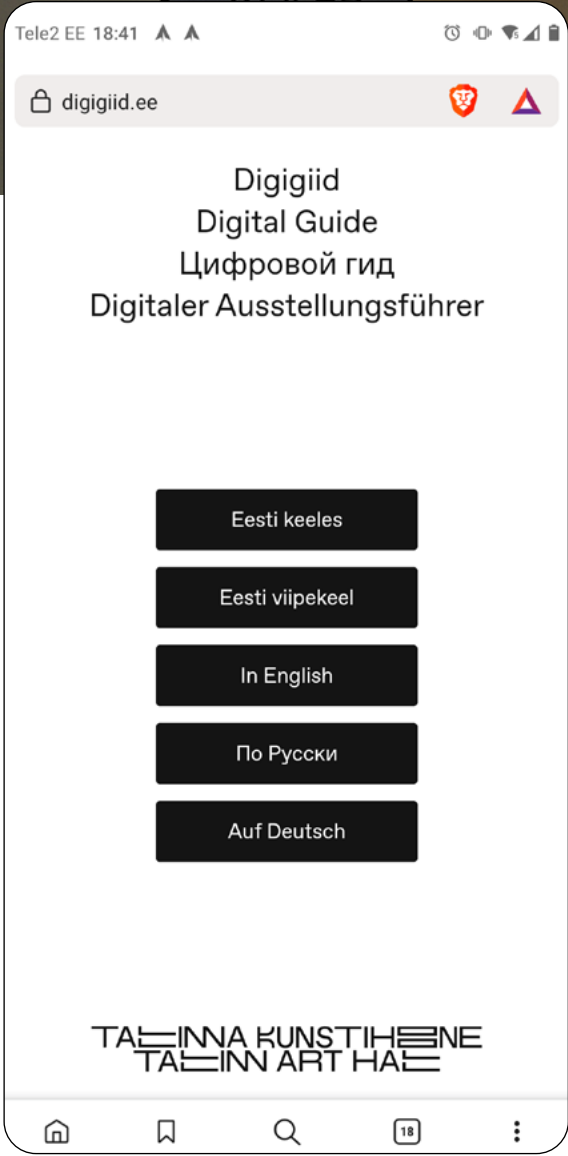 Tele2 EE 18:41
digigiid.ee
Digigiid
Digital Guide
Цифровой гид
Digitaler Ausstellungsführer
Eesti keeles
Eesti viipekeel
In English
По Русски
Auf Deutsch
TALLINNA KUNSTIHOONE
TALLINN ART HALL
18